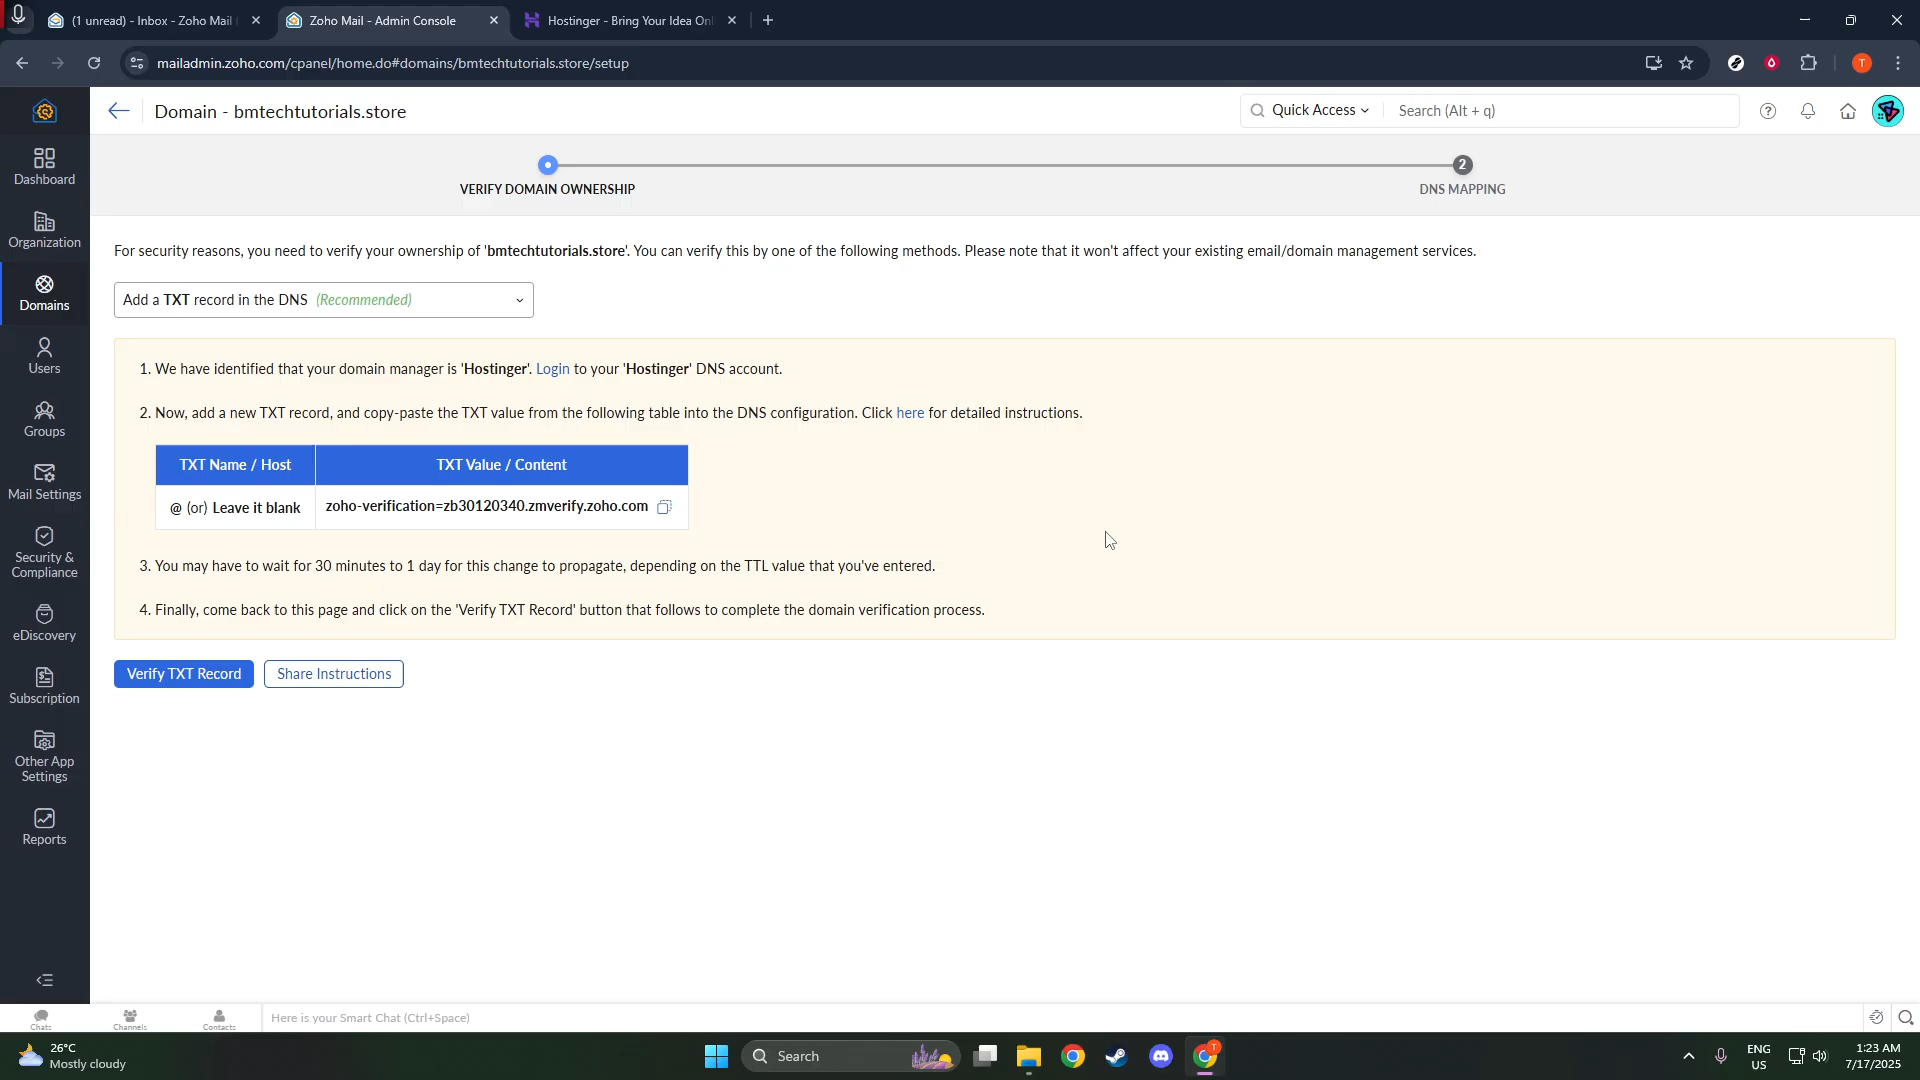 (1 unread) - Inbox - Zoho Mail
Zoho Mail - Admin Console
Hostinger - Bring Your Idea Onl
mailadmin.zoho.com/cpanel/home.do#domains/bmtechtutorials.store/setup
T
Domain - bmtechtutorials.store
Quick Access
Search (Alt + q)
2
VERIFY DOMAIN OWNERSHIP
DNS MAPPING
Dashboard
Organization
Domains
Users
Groups
Mail Settings
Security &
Compliance
eDiscovery
Subscription
Other App
Settings
Reports
For security reasons, you need to verify your ownership of 'bmtechtutorials.store'. You can verify this by one of the following methods. Please note that it won't affect your existing email/domain management services.
Add a TXT record in the DNS (Recommended)
1. We have identified that your domain manager is 'Hostinger'. Login to your 'Hostinger' DNS account.
2. Now, add a new TXT record, and copy-paste the TXT value from the following table into the DNS configuration. Click here for detailed instructions.
TXT Name / Host
TXT Value / Content
@ (or) Leave it blank
zoho-verification=zb30120340.zmverify.zoho.com
3. You may have to wait for 30 minutes to 1 day for this change to propagate, depending on the TTL value that you've entered.
4. Finally, come back to this page and click on the 'Verify TXT Record' button that follows to complete the domain verification process.
Verify TXT Record
Share Instructions
Chats
Channels
Contacts
Here is your Smart Chat (Ctrl+Space)
26°C
Mostly cloudy
Search
T
ENG
US
1:23 AM
7/17/2025